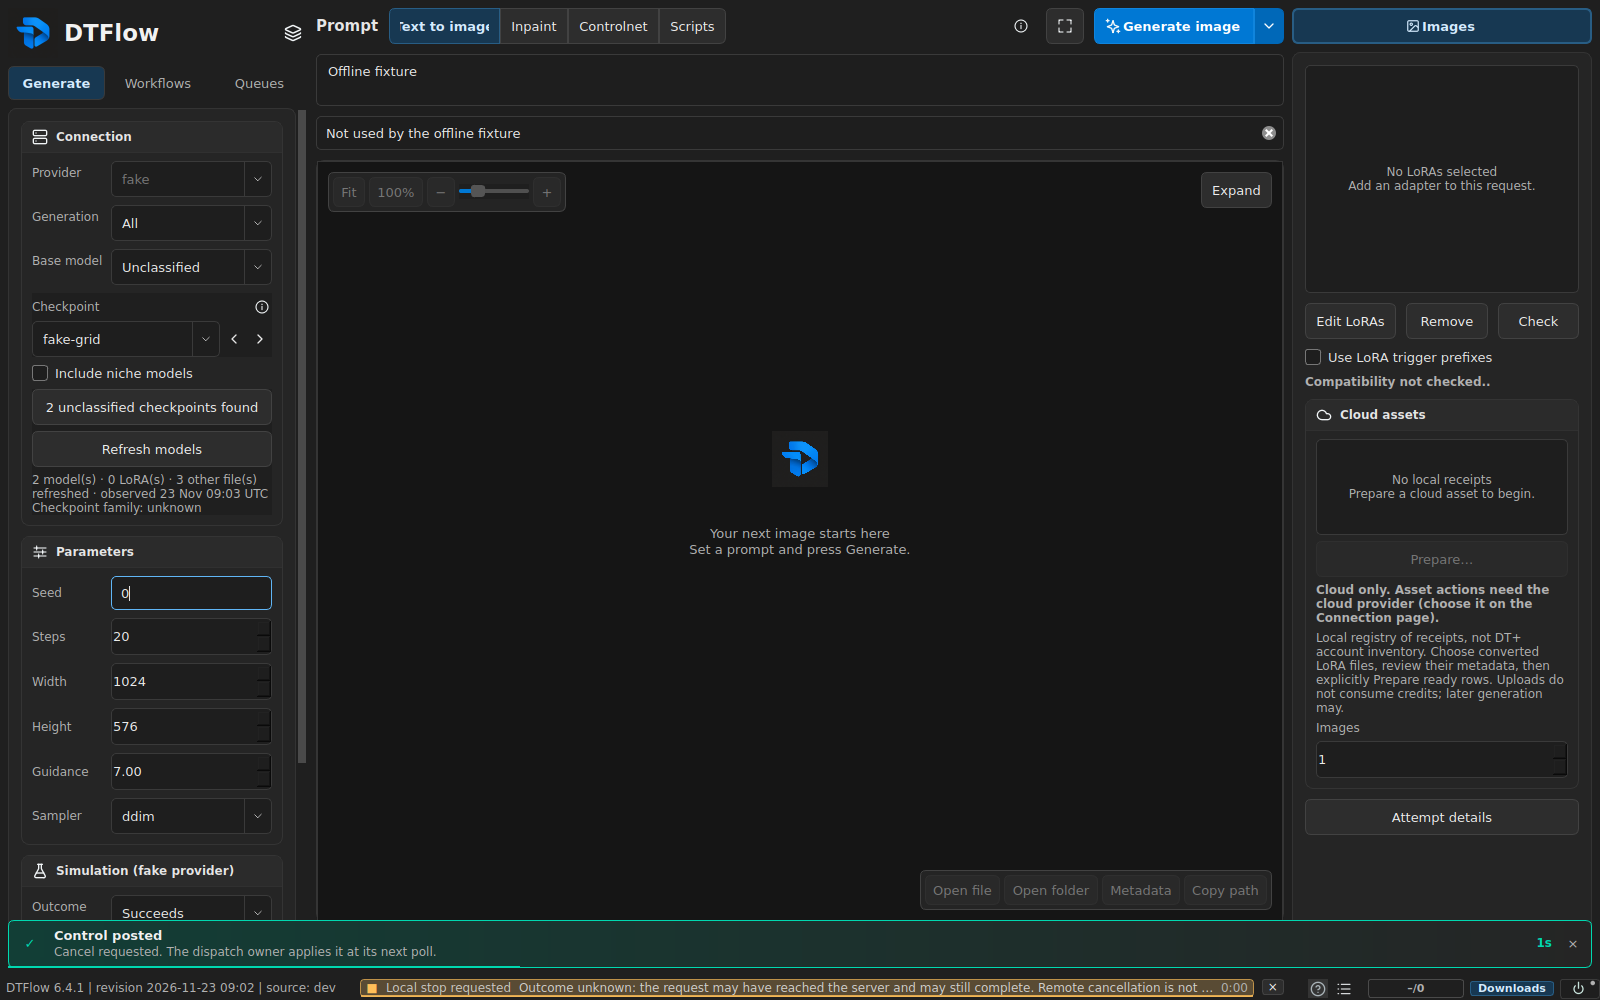 DTFlow
Generate
Workflows
Queues
Connection
Provider
fake
Generation
All
Base model
Unclassified
Checkpoint
fake-grid
Include niche models
2 unclassified checkpoints found
Refresh models
2 model(s) · 0 LoRA(s) · 3 other file(s)
refreshed · observed 23 Nov 09:03 UTC
Checkpoint family: unknown
Parameters
Seed
0
Steps
20
Width
1024
Height
576
Guidance
7.00
Sampler
ddim
Simulation (fake provider)
Outcome
Succeeds
Prompt
Text to image
Inpaint
Controlnet
Scripts
Generate image
Offline fixture
Not used by the offline fixture
Fit
100%
−
+
Expand
Your next image starts here
Set a prompt and press Generate.
Open file
Open folder
Metadata
Copy path
Images
No LoRAs selected
Add an adapter to this request.
Edit LoRAs
Remove
Check
Use LoRA trigger prefixes
Compatibility not checked..
Cloud assets
No local receipts
Prepare a cloud asset to begin.
Prepare...
Cloud only. Asset actions need the
cloud provider (choose it on the
Connection page).
Local registry of receipts, not DT+
account inventory. Choose converted
LoRA files, review their metadata, then
explicitly Prepare ready rows. Uploads do
not consume credits; later generation
may.
Images
1
Attempt details
Control posted
Cancel requested. The dispatch owner applies it at its next poll.
1s
DTFlow 6.4.1 | revision 2026-11-23 09:02 | source: dev
Local stop requested Outcome unknown: the request may have reached the server and may still complete. Remote cancellation is not ... 0:00
–/0
Downloads